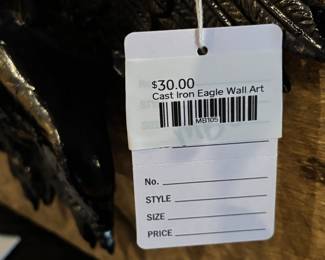 $30.00
Cast Iron Eagle Wall Art
MB105
No.
STYLE
SIZE
PRICE